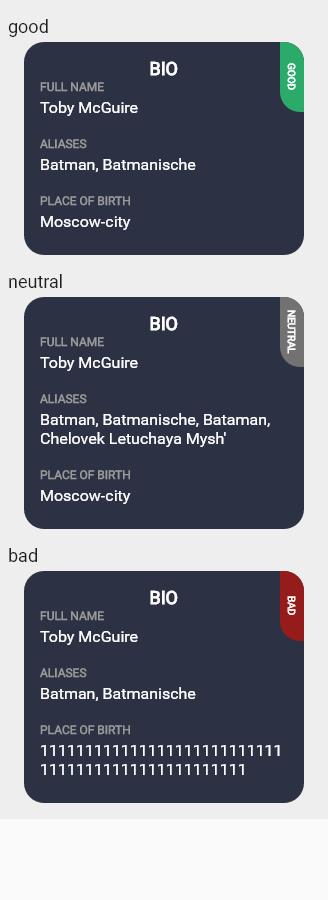 good
BIO
GOOD
FULL NAME
Toby McGuire
ALIASES
Batman, Batmanische
PLACE OF BIRTH
Moscow-city
neutral
BIO
NEUTRAL
FULL NAME
Toby McGuire
ALIASES
Batman, Batmanische, Bataman,
Chelovek Letuchaya Mysh'
PLACE OF BIRTH
Moscow-city
bad
BIO
BAD
FULL NAME
Toby McGuire
ALIASES
Batman, Batmanische
PLACE OF BIRTH
111111111111111111111111111
11111111111111111111111